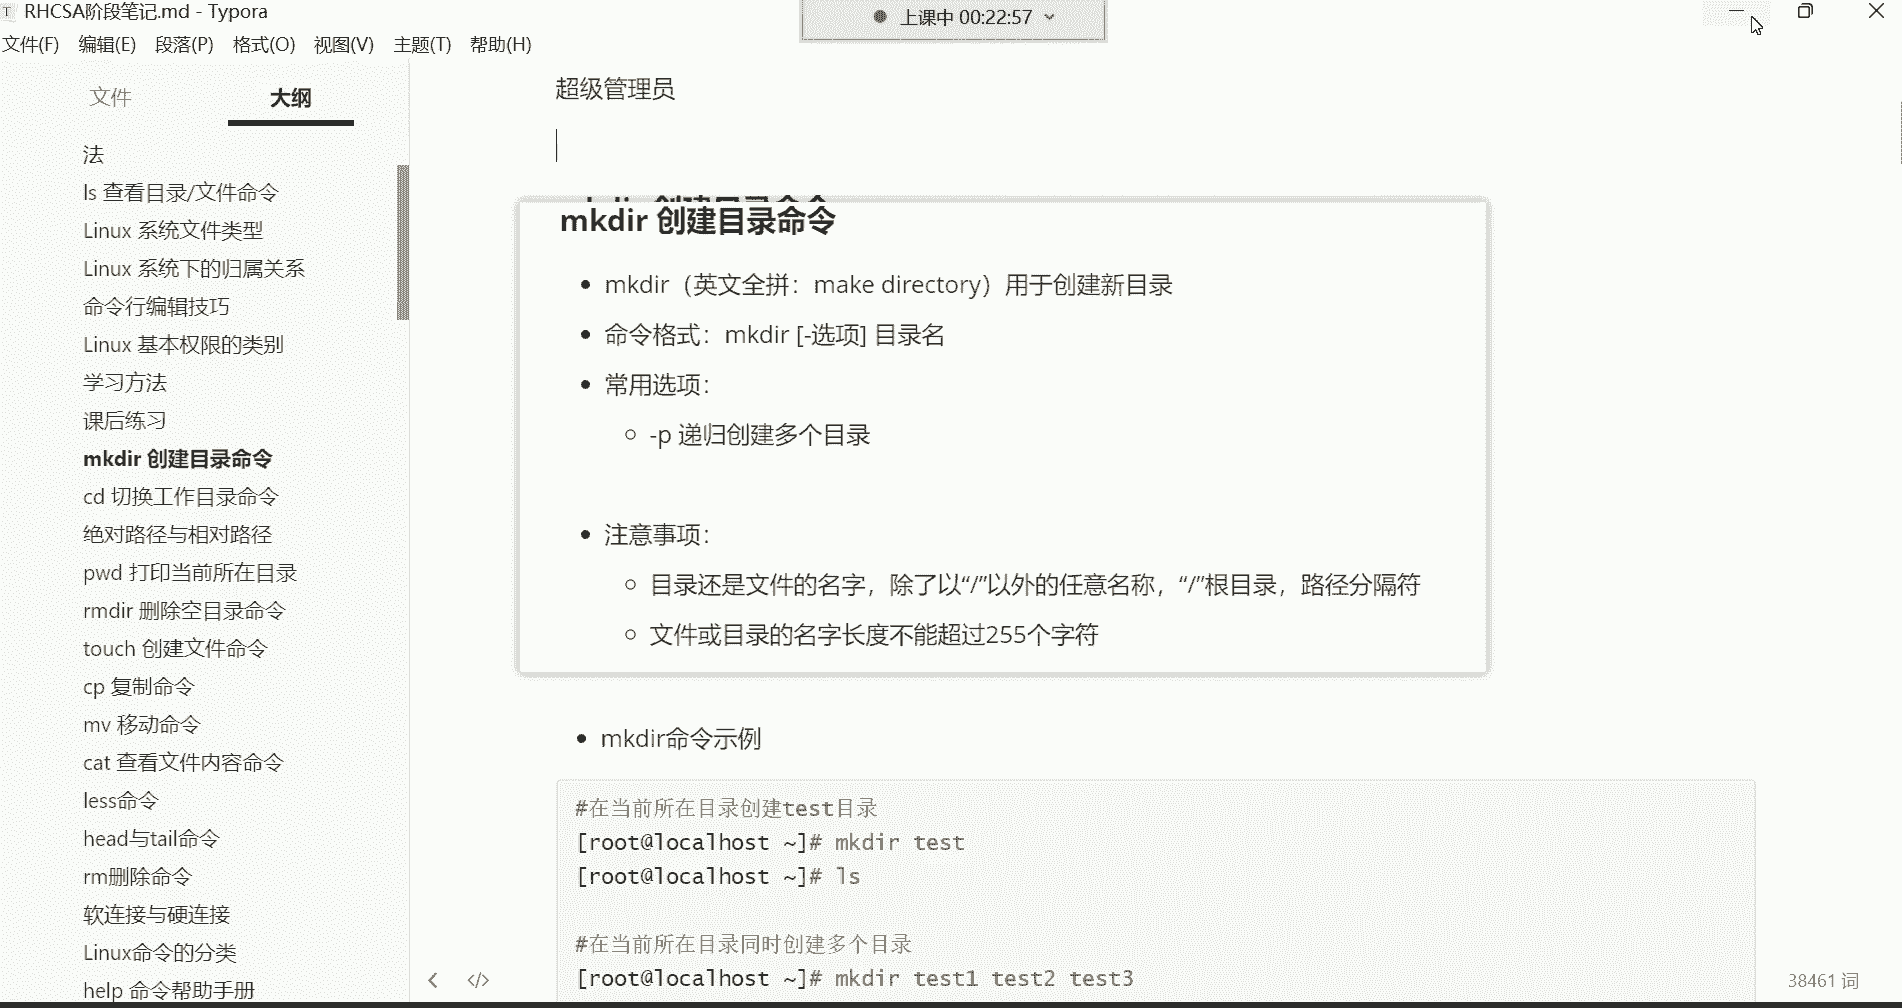 RHCSA阶段笔记.md - Typora
上课中 00:22:57
文件(F) 编辑(E) 段落(P) 格式(O) 视图(V) 主题(T) 帮助(H)
文件 大纲
法
ls 查看目录/文件命令
Linux 系统文件类型
Linux 系统下的归属关系
命令行编辑技巧
Linux 基本权限的类别
学习方法
课后练习
mkdir 创建目录命令
cd 切换工作目录命令
绝对路径与相对路径
pwd 打印当前所在目录
rmdir 删除空目录命令
touch 创建文件命令
cp 复制命令
mv 移动命令
cat 查看文件内容命令
less命令
head与tail命令
rm删除命令
软连接与硬连接
Linux命令的分类
help 命令帮助手册
超级管理员
mkdir 创建目录命令
mkdir（英文全拼：make directory）用于创建新目录
命令格式：mkdir [-选项] 目录名
常用选项：
-p 递归创建多个目录
注意事项：
目录还是文件的名字，除了以“/”以外的任意名称，“/”根目录，路径分隔符
文件或目录的名字长度不能超过255个字符
mkdir命令示例
#在当前所在目录创建test目录
[root@localhost ~]# mkdir test
[root@localhost ~]# ls
#在当前所在目录同时创建多个目录
[root@localhost ~]# mkdir test1 test2 test3
38461 词